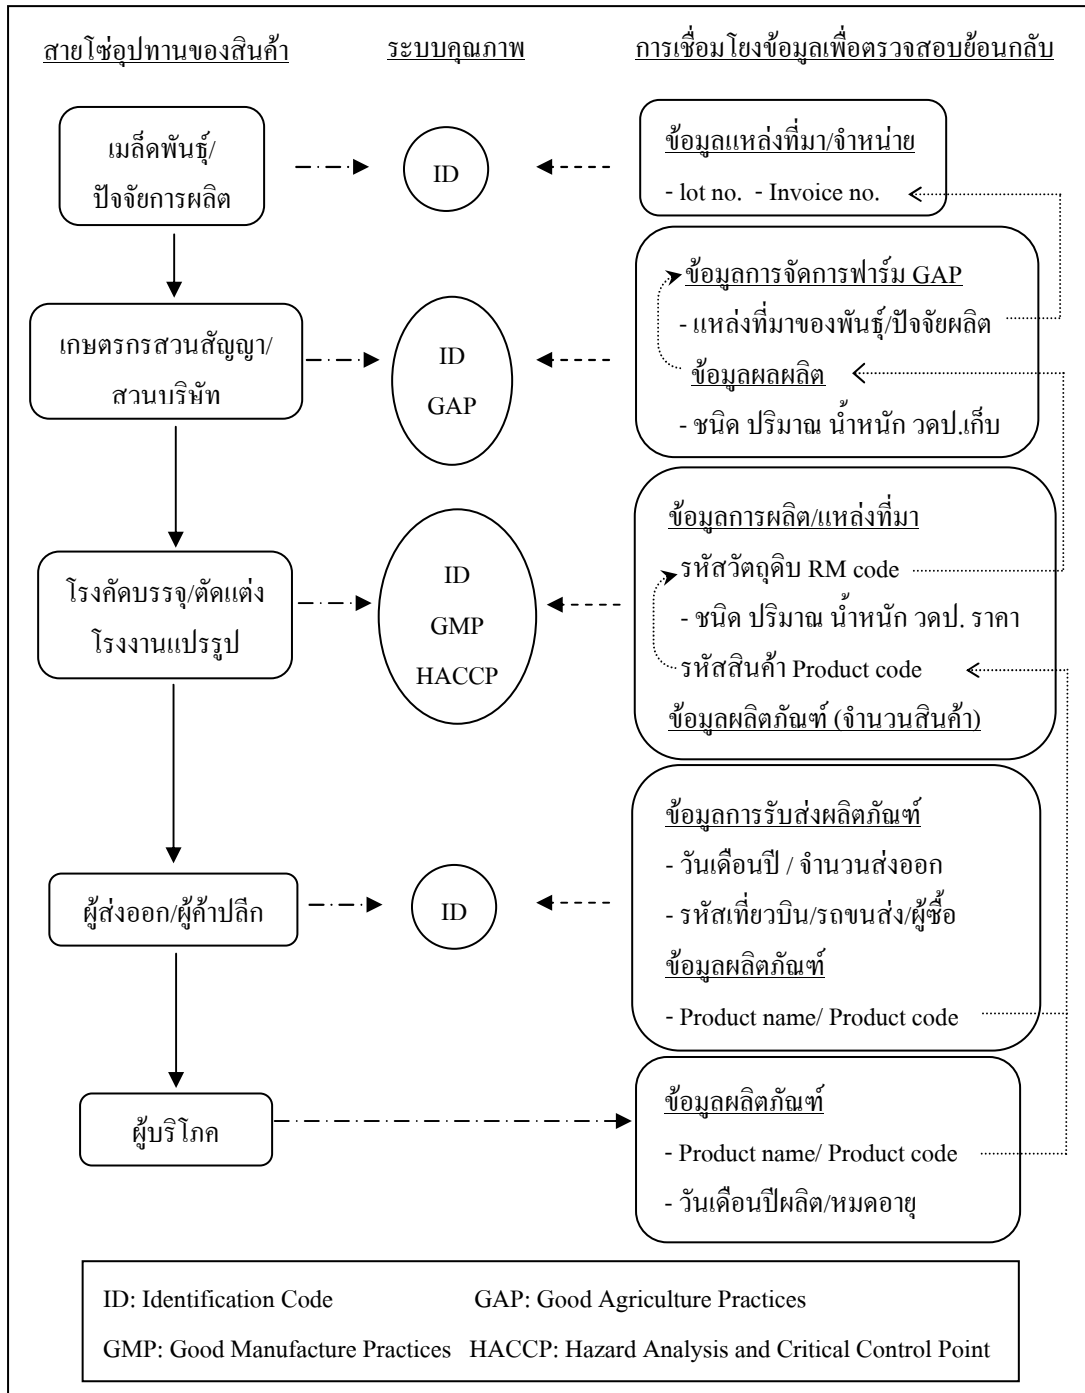 สายโซ่อุปทานของสินค้า
ระบบคุณภาพ
การเชื่อมโยงข้อมูลเพื่อตรวจสอบย้อนกลับ
เมล็ดพันธุ์/
ปัจจัยการผลิต
ID
ข้อมูลแหล่งที่มา/จำหน่าย
- lot no. - Invoice no.
เกษตรกรสวนสัญญา/
สวนบริษัท
ID
GAP
ข้อมูลการจัดการฟาร์ม GAP
- แหล่งที่มาของพันธุ์/ปัจจัยผลิต
ข้อมูลผลผลิต
- ชนิด ปริมาณ น้ำหนัก วดป.เก็บ
โรงคัดบรรจุ/ตัดแต่ง
โรงงานแปรรูป
ID
GMP
HACCP
ข้อมูลการผลิต/แหล่งที่มา
รหัสวัตถุดิบ RM code
- ชนิด ปริมาณ น้ำหนัก วดป. ราคา
รหัสสินค้า Product code
ข้อมูลผลิตภัณฑ์ (จำนวนสินค้า)
ผู้ส่งออก/ผู้ค้าปลีก
ID
ข้อมูลการรับส่งผลิตภัณฑ์
- วันเดือนปี / จำนวนส่งออก
- รหัสเที่ยวบิน/รถขนส่ง/ผู้ซื้อ
ข้อมูลผลิตภัณฑ์
- Product name/ Product code
ผู้บริโภค
ข้อมูลผลิตภัณฑ์
- Product name/ Product code
- วันเดือนปีผลิต/หมดอายุ
ID: Identification Code GAP: Good Agriculture Practices
GMP: Good Manufacture Practices HACCP: Hazard Analysis and Critical Control Point